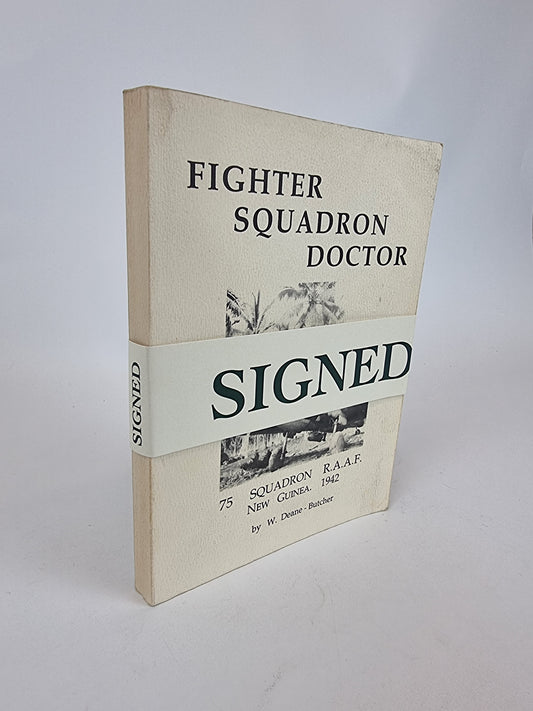 FIGHTER
SQUADRON
DOCTOR
SIGNED
SIGNED
75 SQUADRON R.A.A.F.
NEW GUINEA. 1942
by W. Deane - Butcher